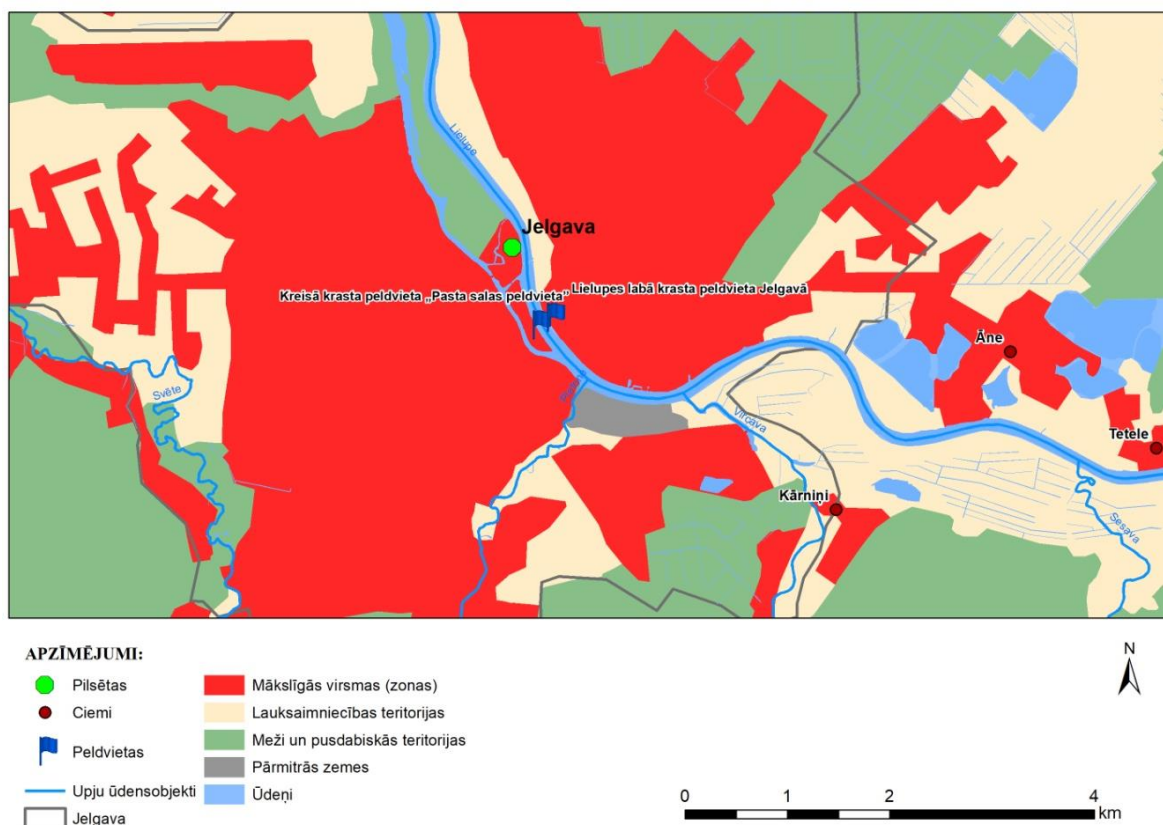 Lielupe
Jelgava
Kreisā krasta peldvieta „Pasta salas peldvieta"
Lielupes labā krasta peldvieta Jelgavā
Āne
Svēte
Vircava
Tetele
Kārniņi
Sesava
APZĪMĒJUMI:
Pilsētas
Ciemi
Peldvietas
Upju ūdensobjekti
Jelgava
Mākslīgās virsmas (zonas)
Lauksaimniecības teritorijas
Meži un pusdabiskās teritorijas
Pārmitrās zemes
Ūdeņi
N
0 1 2 4
km